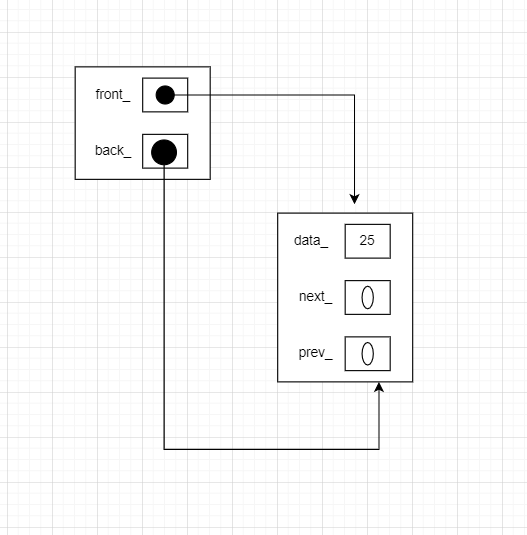 front_
back_
data_ 25
next_ 0
prev_ 0